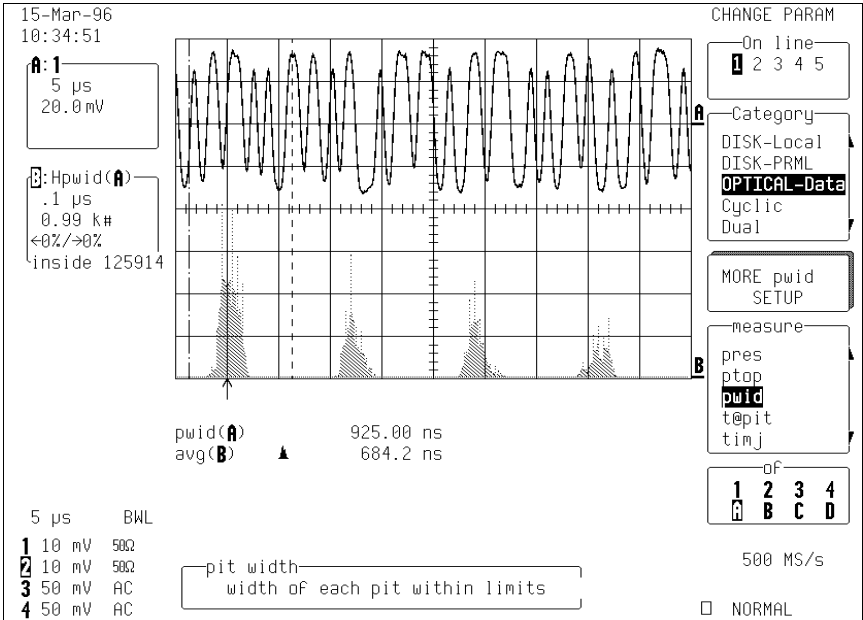 15-Mar-96
10:34:51
A:1
5 µs
20.0 mV
B:Hpwid(A)
.1 µs
0.99 k#
←0%/→0%
inside 125914
A
B
pwid(A) 925.00 ns
avg(B) 684.2 ns
5 µs BWL
1 10 mV 50Ω
2 10 mV 50Ω
3 50 mV AC
4 50 mV AC
pit width
width of each pit within limits
CHANGE PARAM
On line
1 2 3 4 5
Category
DISK-Local
DISK-PRML
OPTICAL-Data
Cyclic
Dual
MORE pwid
SETUP
measure
pres
ptop
pwid
t@pit
timj
of
1 2 3 4
A B C D
500 MS/s
□ NORMAL